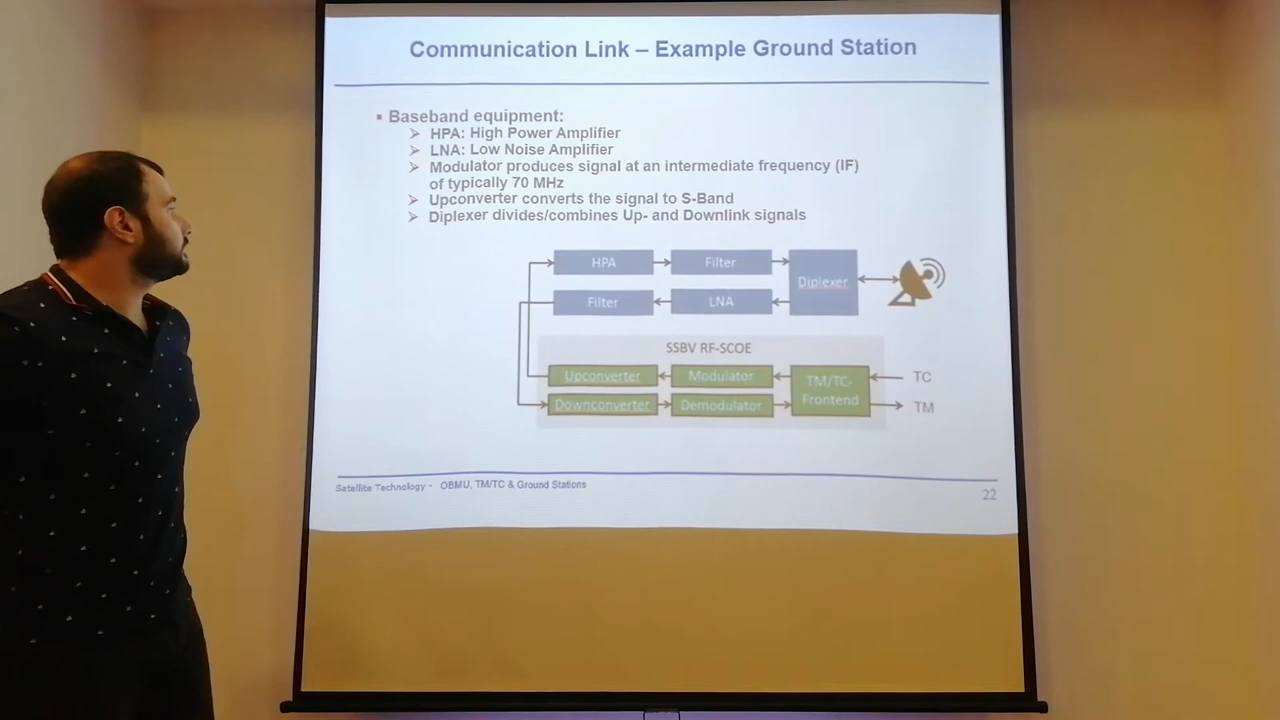 Communication Link – Example Ground Station
▪ Baseband equipment:
➢ HPA: High Power Amplifier
➢ LNA: Low Noise Amplifier
➢ Modulator produces signal at an intermediate frequency (IF)
of typically 70 MHz
➢ Upconverter converts the signal to S-Band
➢ Diplexer divides/combines Up- and Downlink signals
HPA
Filter
Diplexer
Filter
LNA
SSBV RF-SCOE
Upconverter
Modulator
TM/TC-
Frontend
TC
Downconverter
Demodulator
TM
Satellite Technology - OBMU, TM/TC & Ground Stations
22